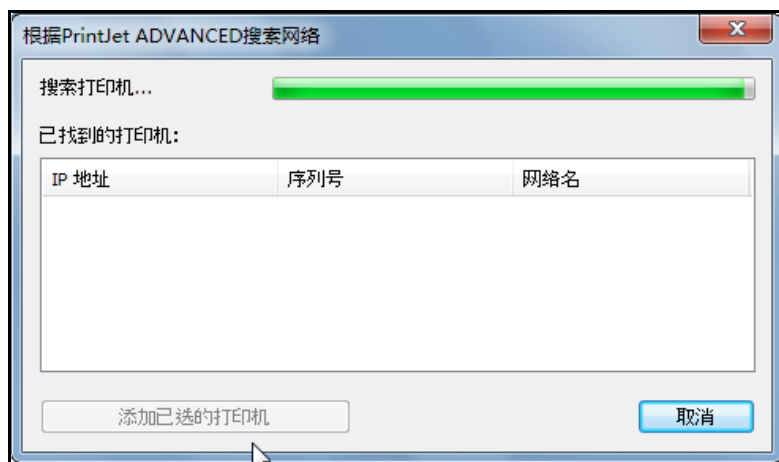 根据PrintJet ADVANCED搜索网络
搜索打印机...
已找到的打印机:
IP 地址 序列号 网络名
添加已选的打印机 取消